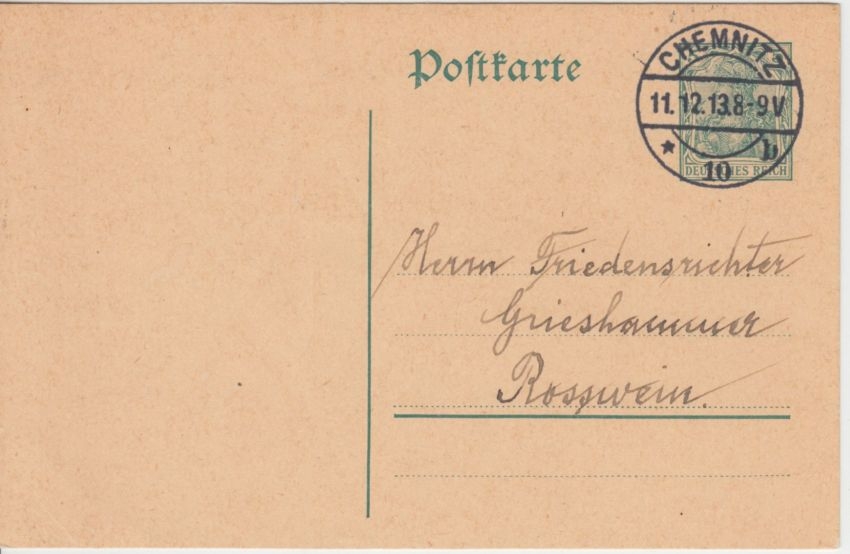 Postkarte
CHEMNITZ
11.12.13.8-9V
* 10 b
DEUTSCHES REICH
Herrn Friedensrichter
Grieshammer
Rosswein.